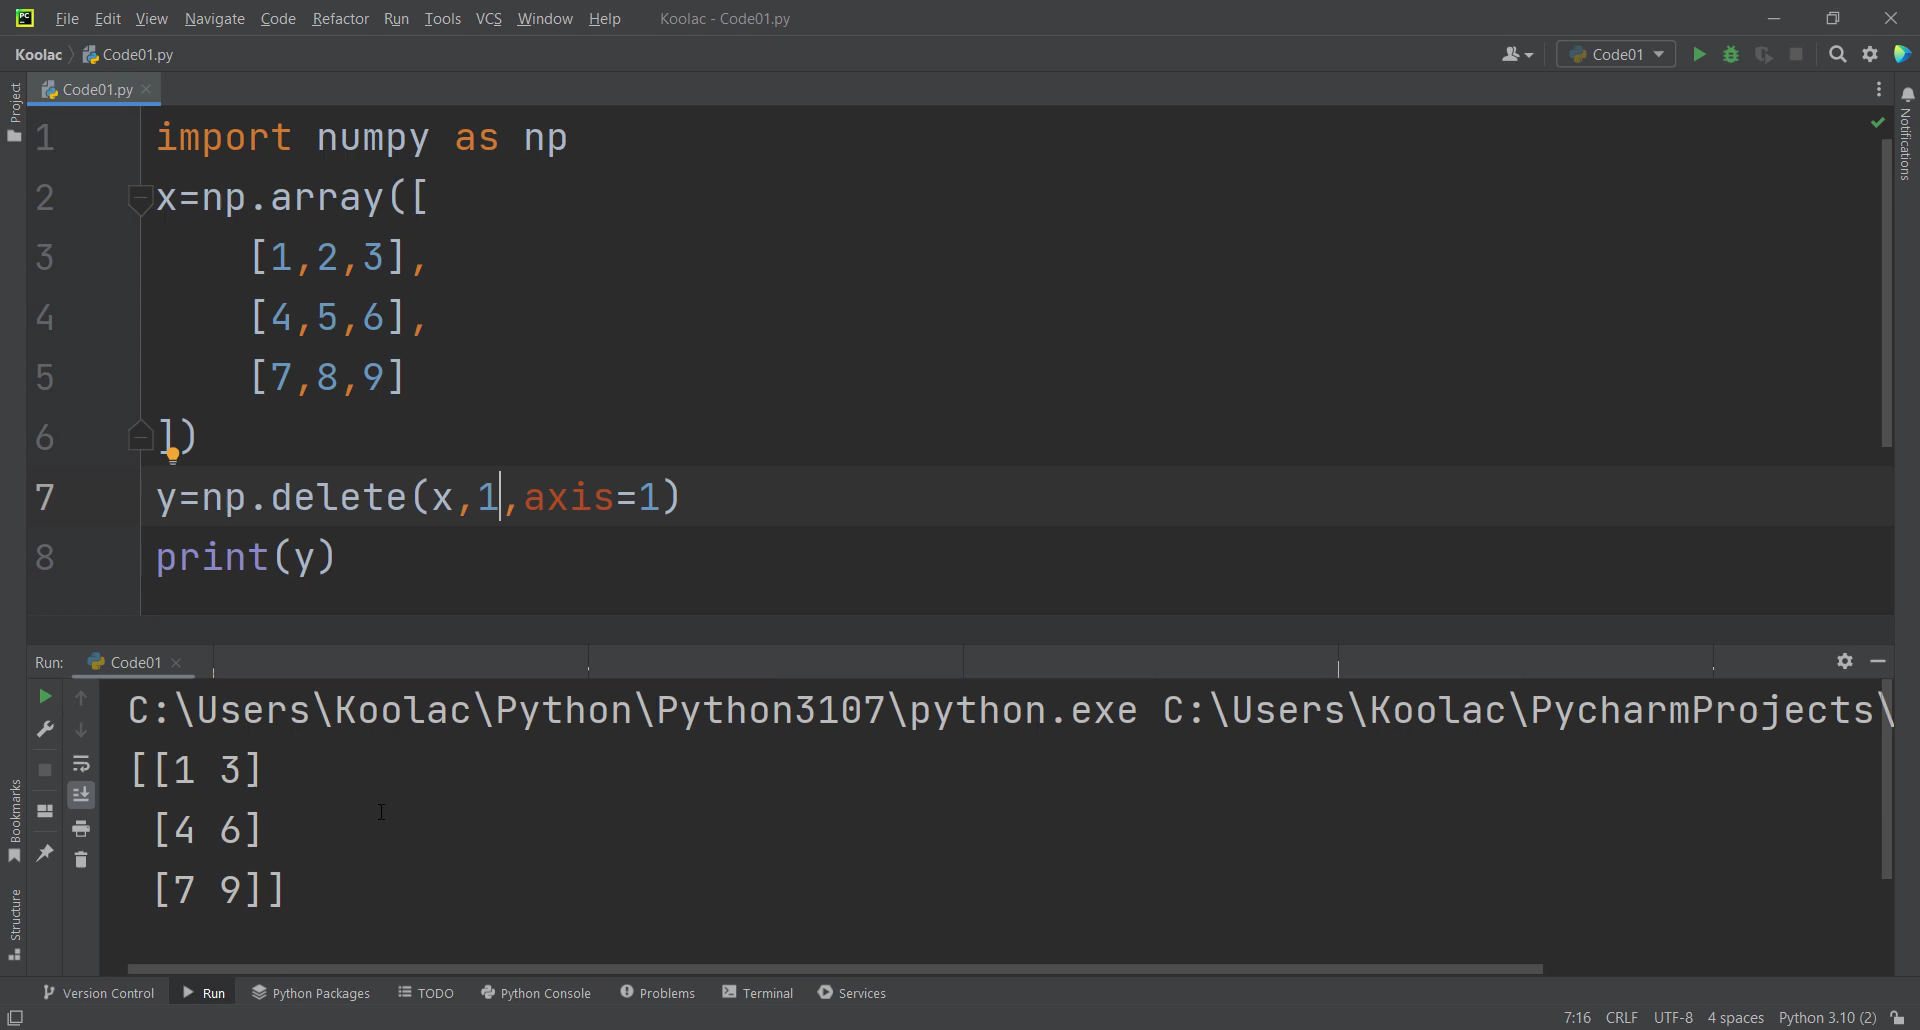 PC File Edit View Navigate Code Refactor Run Tools VCS Window Help Koolac - Code01.py
Koolac Code01.py Code01
Project Code01.py Notifications
1 import numpy as np
2 x=np.array([
3 [1,2,3],
4 [4,5,6],
5 [7,8,9]
6 ])
7 y=np.delete(x,1,axis=1)
8 print(y)
Run: Code01
C:\Users\Koolac\Python\Python3107\python.exe C:\Users\Koolac\PycharmProjects\
[[1 3]
[4 6]
[7 9]]
Bookmarks
Structure
Version Control Run Python Packages TODO Python Console Problems Terminal Services
7:16 CRLF UTF-8 4 spaces Python 3.10 (2)